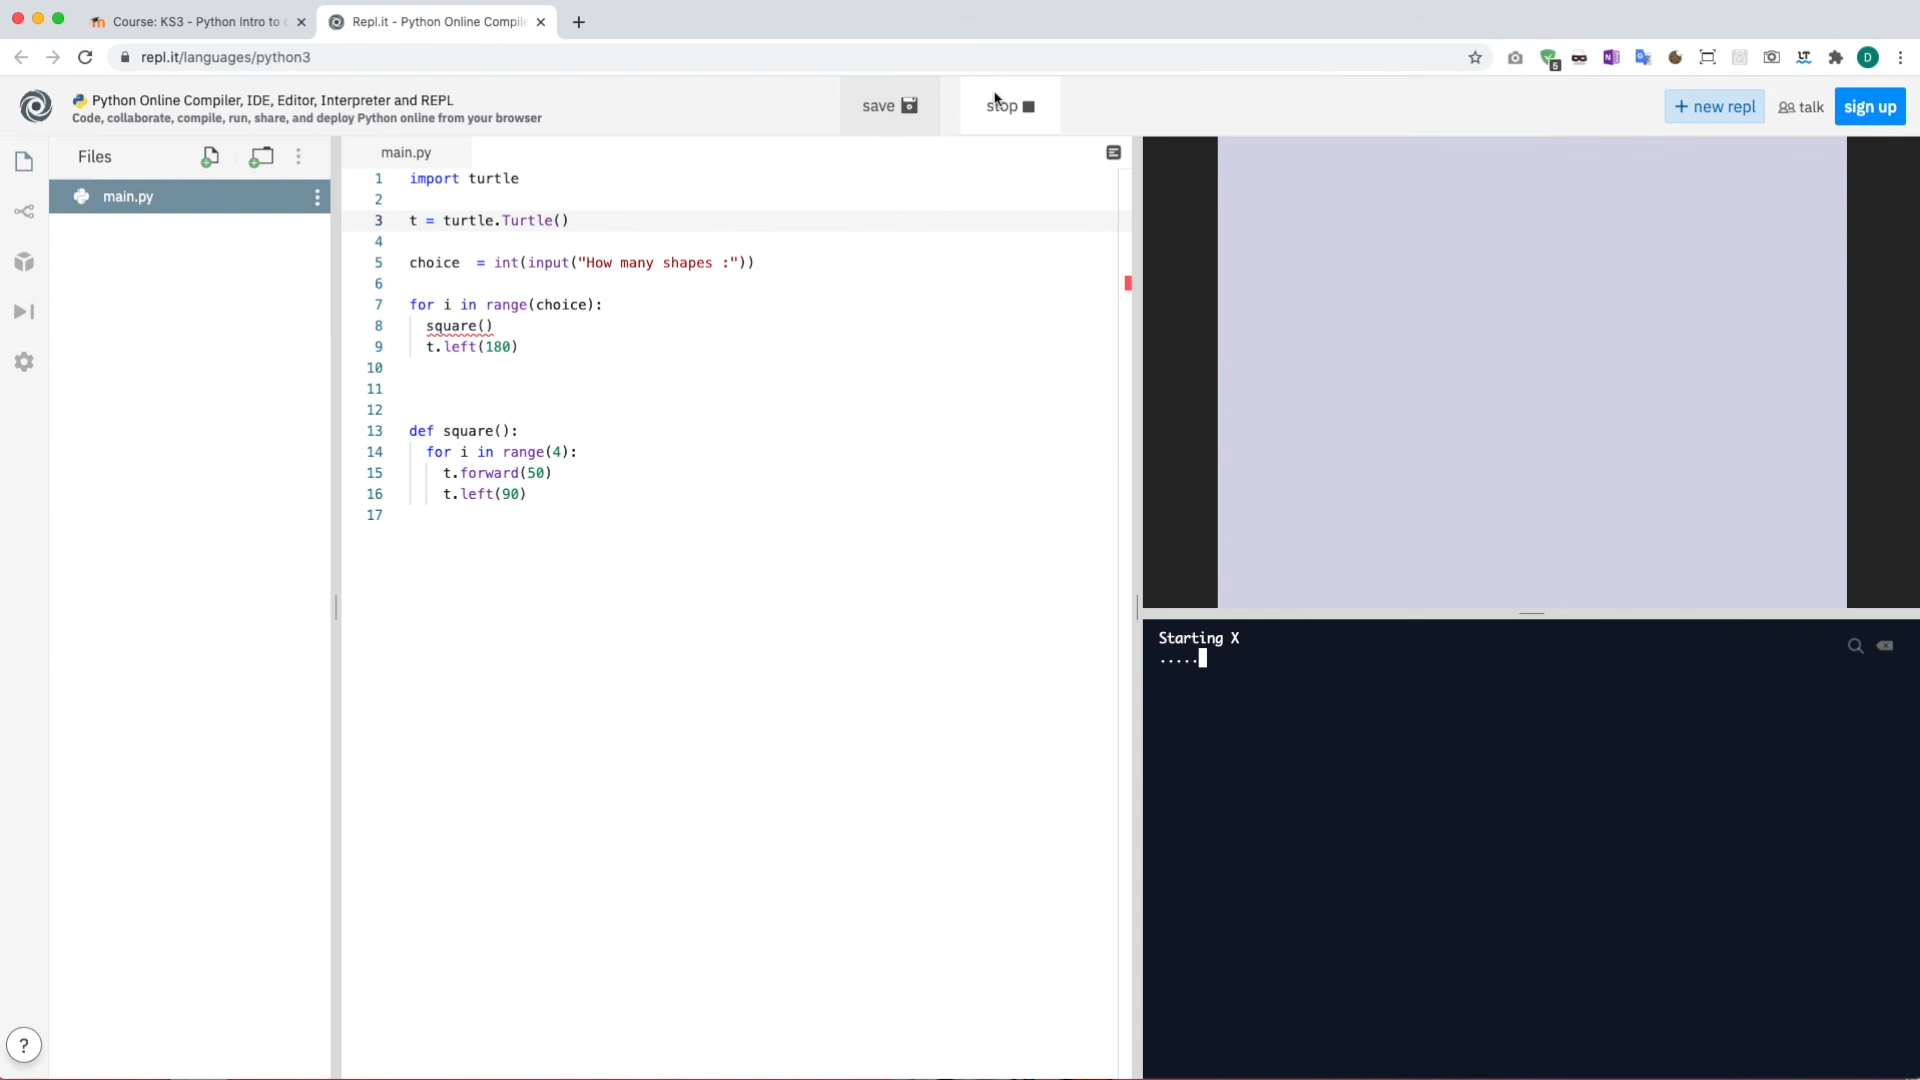 Course: KS3 - Python Intro to c
Repl.it - Python Online Compile
repl.it/languages/python3
5
D
Python Online Compiler, IDE, Editor, Interpreter and REPL
Code, collaborate, compile, run, share, and deploy Python online from your browser
save
stop
+ new repl
talk
sign up
Files
main.py
main.py
1 import turtle
2
3 t = turtle.Turtle()
4
5 choice  = int(input("How many shapes :"))
6
7 for i in range(choice):
8   square()
9   t.left(180)
10
11
12
13 def square():
14   for i in range(4):
15     t.forward(50)
16     t.left(90)
17
Starting X
.....
?